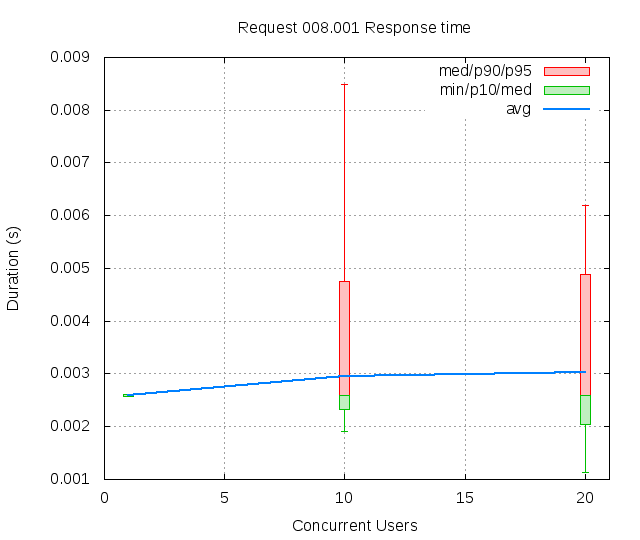 Request 008.001 Response time
med/p90/p95
min/p10/med
avg
0.009
0.008
0.007
0.006
0.005
0.004
0.003
0.002
0.001
0 5 10 15 20
Duration (s)
Concurrent Users